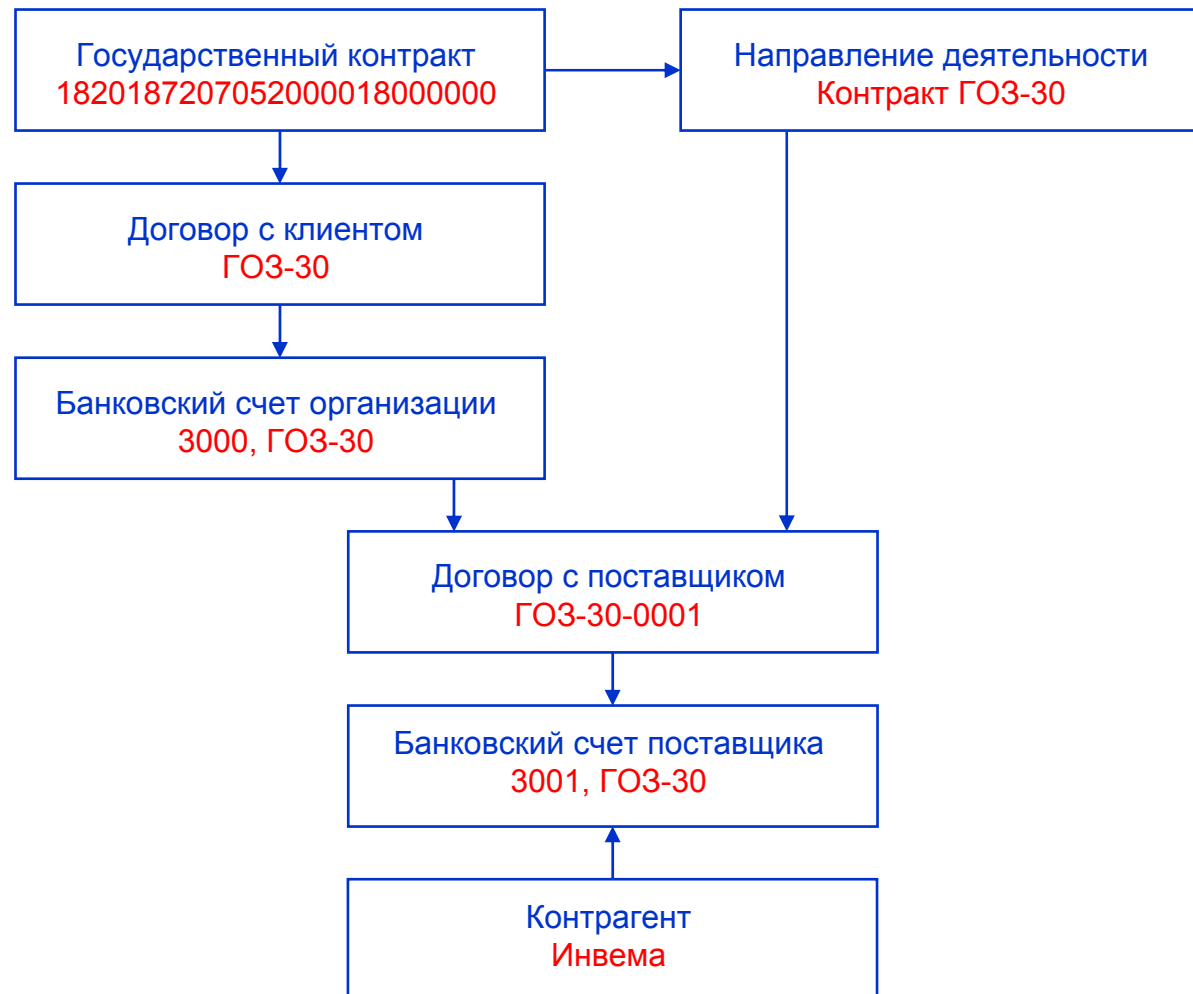 Государственный контракт
1820187207052000018000000
Направление деятельности
Контракт ГОЗ-30
Договор с клиентом
ГОЗ-30
Банковский счет организации
3000, ГОЗ-30
Договор с поставщиком
ГОЗ-30-0001
Банковский счет поставщика
3001, ГОЗ-30
Контрагент
Инвема